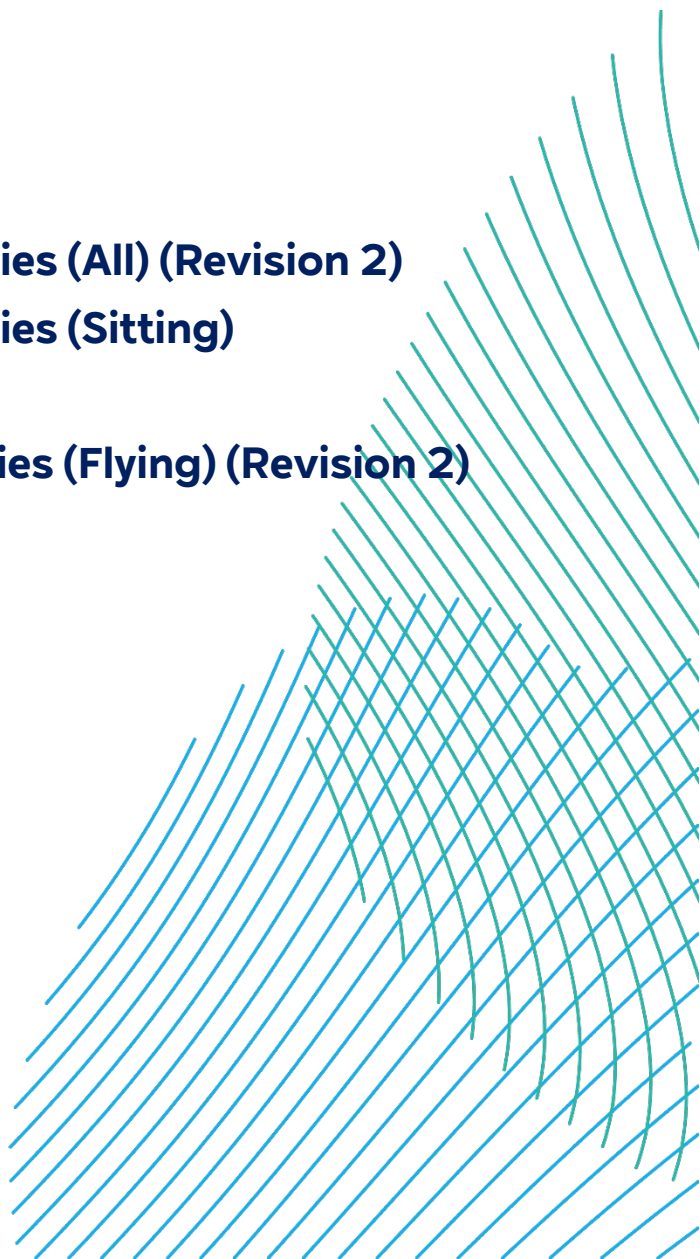 ies (All) (Revision 2)
ies (Sitting)
ies (Flying) (Revision 2)